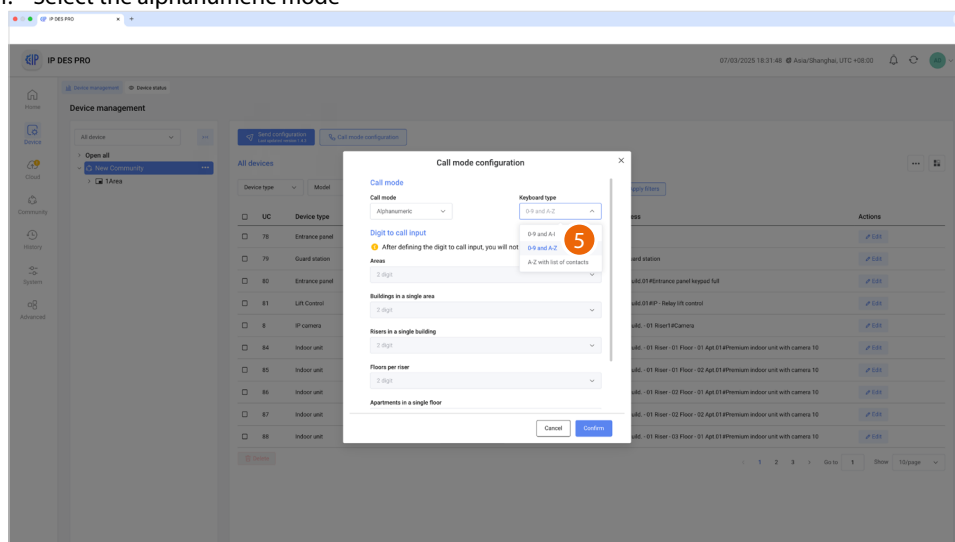 Select the alphanumeric mode
IP DES PRO
IP DES PRO
07/03/2025 18:31:48 Asia/Shanghai, UTC +08:00
Device management
Device status
Home
Device
Cloud
Community
History
System
Advanced
Device management
All device
Open all
New Community
1Area
Send configuration
Call mode configuration
All devices
Device type
Model
Apply filters
UC
Device type
Actions
78
Entrance panel
Edit
79
Guard station
ard station
Edit
80
Entrance panel
uild.01#Entrance panel keypad full
Edit
81
Lift Control
uild.01#IP - Relay lift control
Edit
8
IP camera
uild. - 01 Riser1#Camera
Edit
84
Indoor unit
uild. - 01 Riser - 01 Floor - 01 Apt.01#Premium indoor unit with camera 10
Edit
85
Indoor unit
uild. - 01 Riser - 01 Floor - 02 Apt.01#Premium indoor unit with camera 10
Edit
86
Indoor unit
uild. - 01 Riser - 02 Floor - 01 Apt.01#Premium indoor unit with camera 10
Edit
87
Indoor unit
uild. - 01 Riser - 02 Floor - 02 Apt.01#Premium indoor unit with camera 10
Edit
88
Indoor unit
uild. - 01 Riser - 03 Floor - 01 Apt.01#Premium indoor unit with camera 10
Edit
Delete
1 2 3 Go to 1 Show 10/page
Call mode configuration
Call mode
Call mode
Keyboard type
Alphanumeric
0-9 and A-Z
0-9 and A-I
0-9 and A-Z
A-Z with list of contacts
5
Digit to call input
After defining the digit to call input, you will not
Areas
2 digit
Buildings in a single area
2 digit
Risers in a single building
2 digit
Floors per riser
2 digit
Apartments in a single floor
Cancel
Confirm